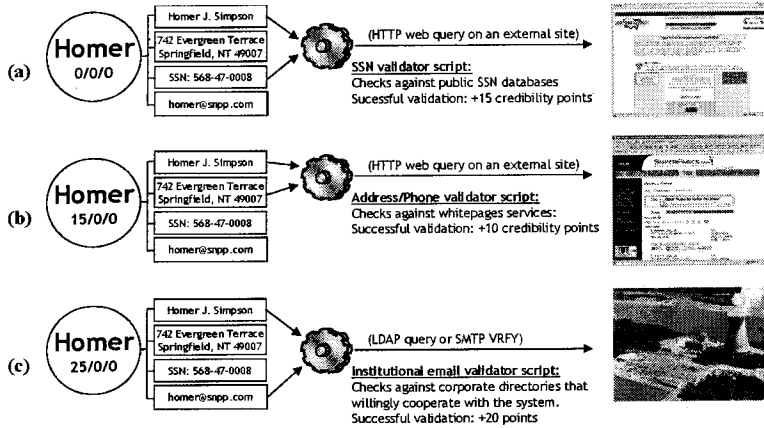 (a)
Homer
0/0/0
Homer J. Simpson
742 Evergreen Terrace
Springfield, NT 49007
SSN: 568-47-0008
homer@snpp.com
(HTTP web query on an external site)
SSN validator script:
Checks against public SSN databases
Sucessful validation: +15 credibility points
(b)
Homer
15/0/0
Homer J. Simpson
742 Evergreen Terrace
Springfield, NT 49007
SSN: 568-47-0008
homer@snpp.com
(HTTP web query on an external site)
Address/Phone validator script:
Checks against whitepages services:
Successful validation: +10 credibility points
(c)
Homer
25/0/0
Homer J. Simpson
742 Evergreen Terrace
Springfield, NT 49007
SSN: 568-47-0008
homer@snpp.com
(LDAP query or SMTP VRFY)
Institutional email validator script:
Checks against corporate directories that
willingly cooperate with the system.
Successful validation: +20 points